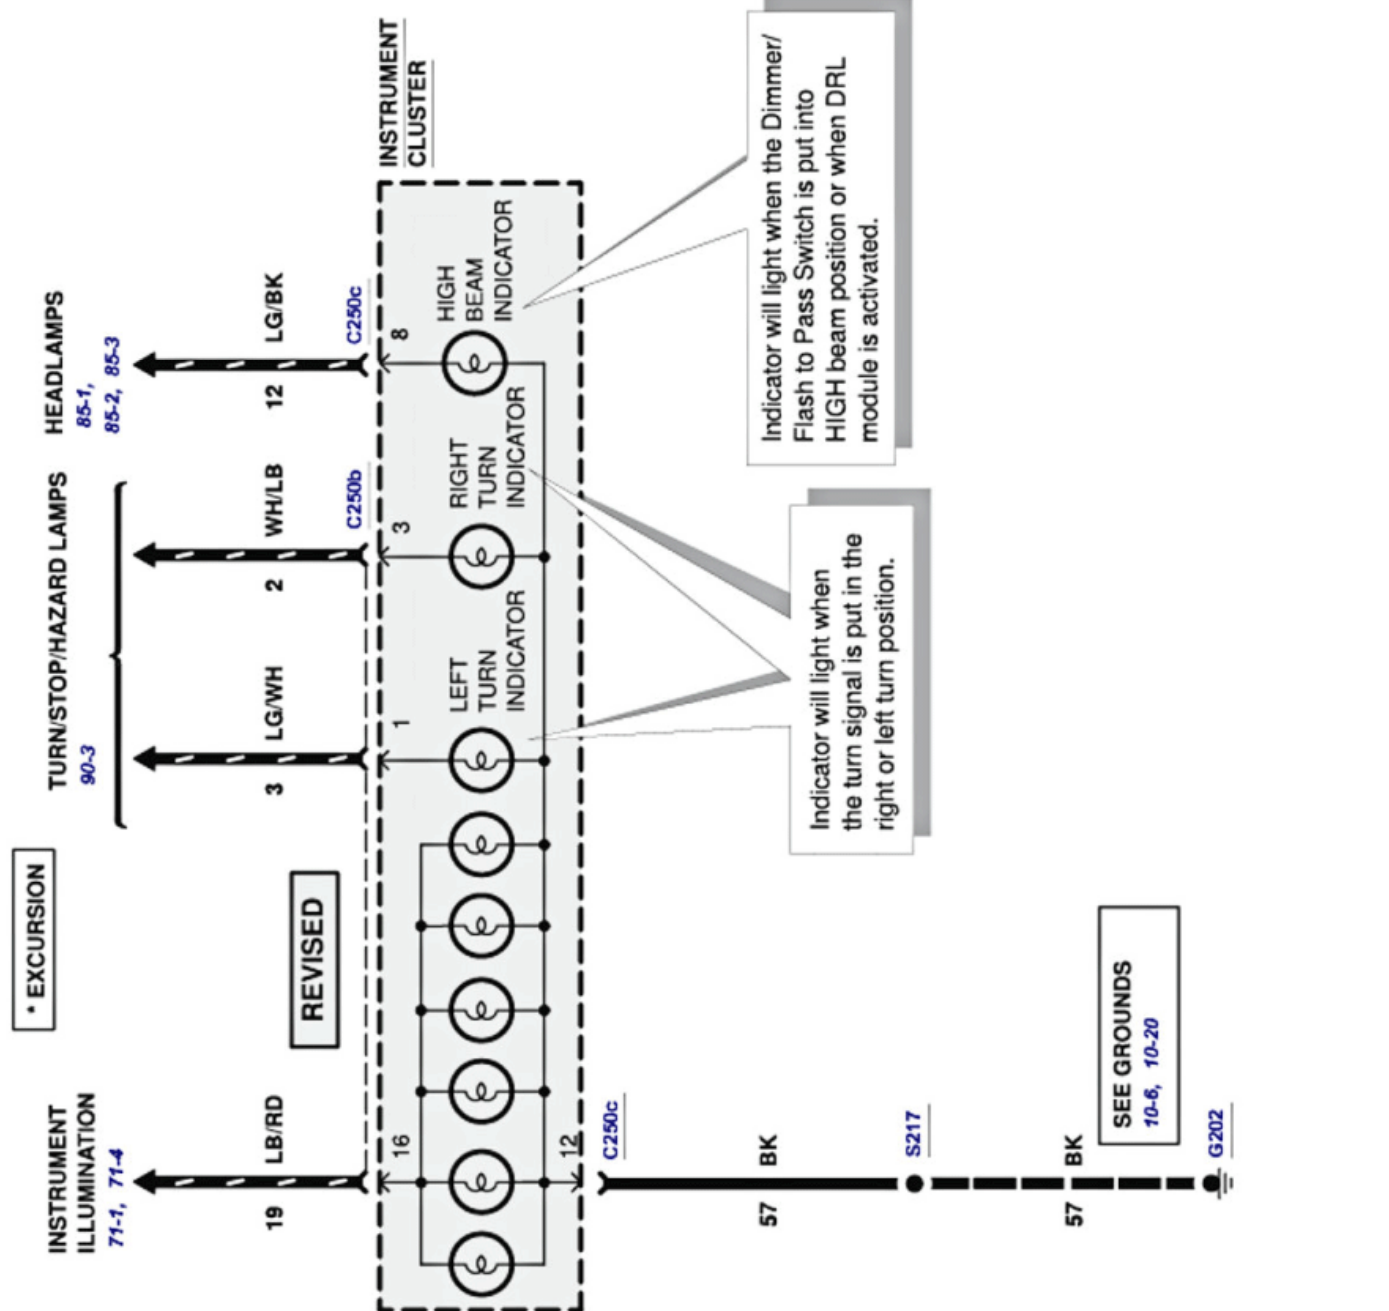 * EXCURSION
INSTRUMENT
ILLUMINATION
71-1, 71-4
TURN/STOP/HAZARD LAMPS
90-3
HEADLAMPS
85-1,
85-2, 85-3
19 LB/RD
3 LG/WH
2 WH/LB
12 LG/BK
REVISED
C250b
C250c
16
1
3
8
INSTRUMENT
CLUSTER
LEFT
TURN
INDICATOR
RIGHT
TURN
INDICATOR
HIGH
BEAM
INDICATOR
12
C250c
57 BK
Indicator will light when the Dimmer/
Flash to Pass Switch is put into
HIGH beam position or when DRL
module is activated.
Indicator will light when
the turn signal is put in the
right or left turn position.
S217
57 BK
SEE GROUNDS
10-6, 10-20
G202